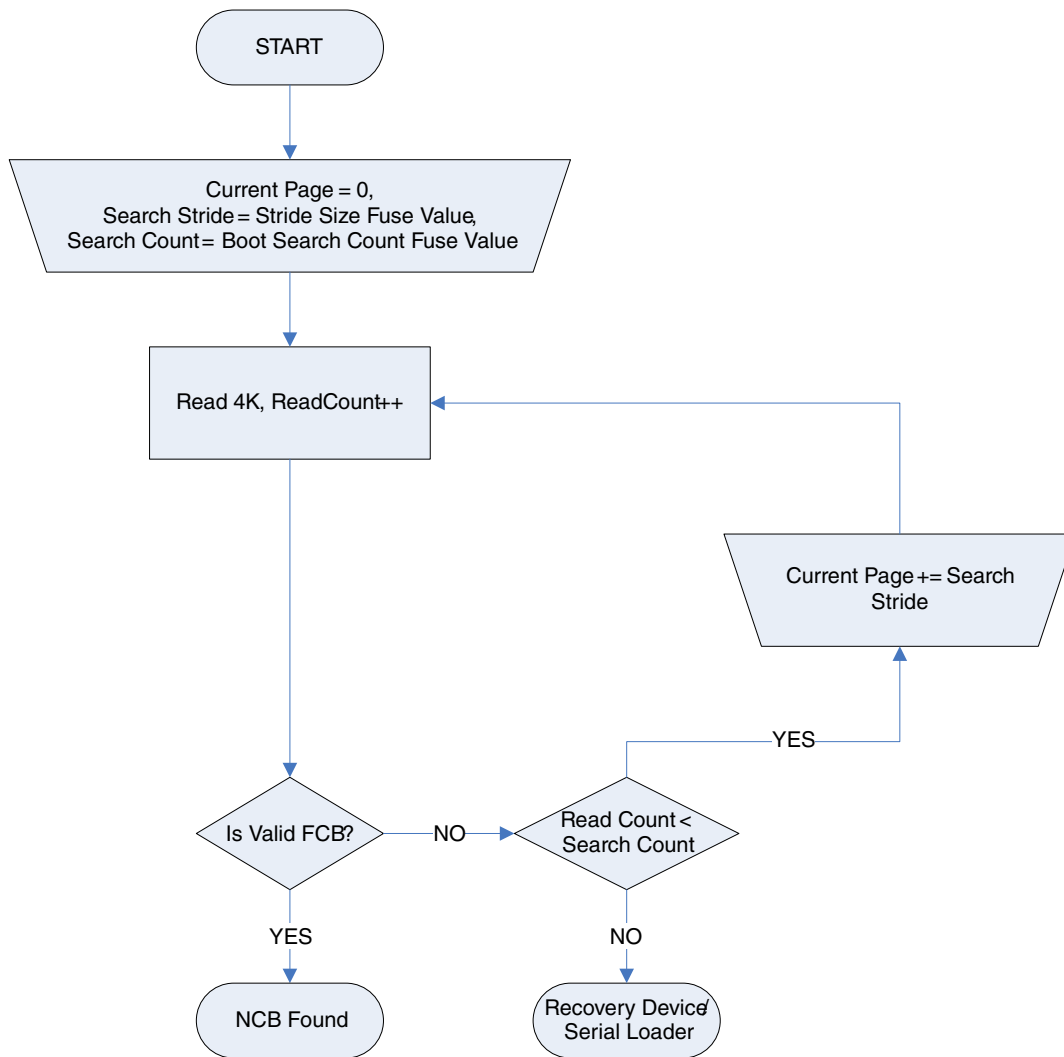 START
Current Page = 0,
Search Stride = Stride Size Fuse Value,
Search Count = Boot Search Count Fuse Value
Read 4K, ReadCount++
Current Page += Search
Stride
YES
Is Valid FCB?
NO
Read Count <
Search Count
YES
NO
NCB Found
Recovery Device/
Serial Loader